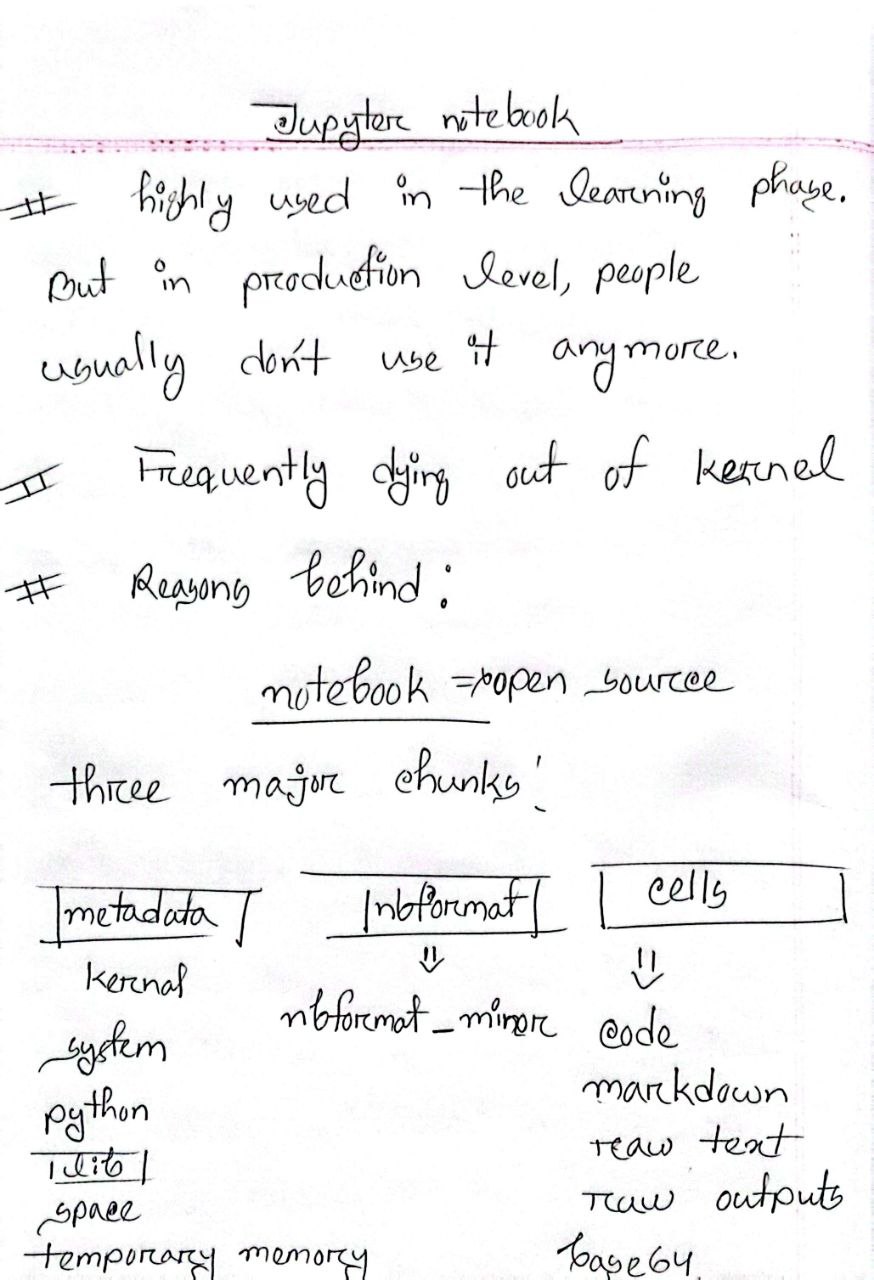 Jupyter notebook
# highly used in the learning phase.
But in production level, people
usually don't use it anymore.
# Frequently dying out of kernel
# Reasons behind:
notebook => open source
three major chunks:
metadata nbformat cells
kernal
system
python
lib
space
temporary memory
⇓
nbformat_minor
⇓
code
markdown
raw text
raw outputs
base64